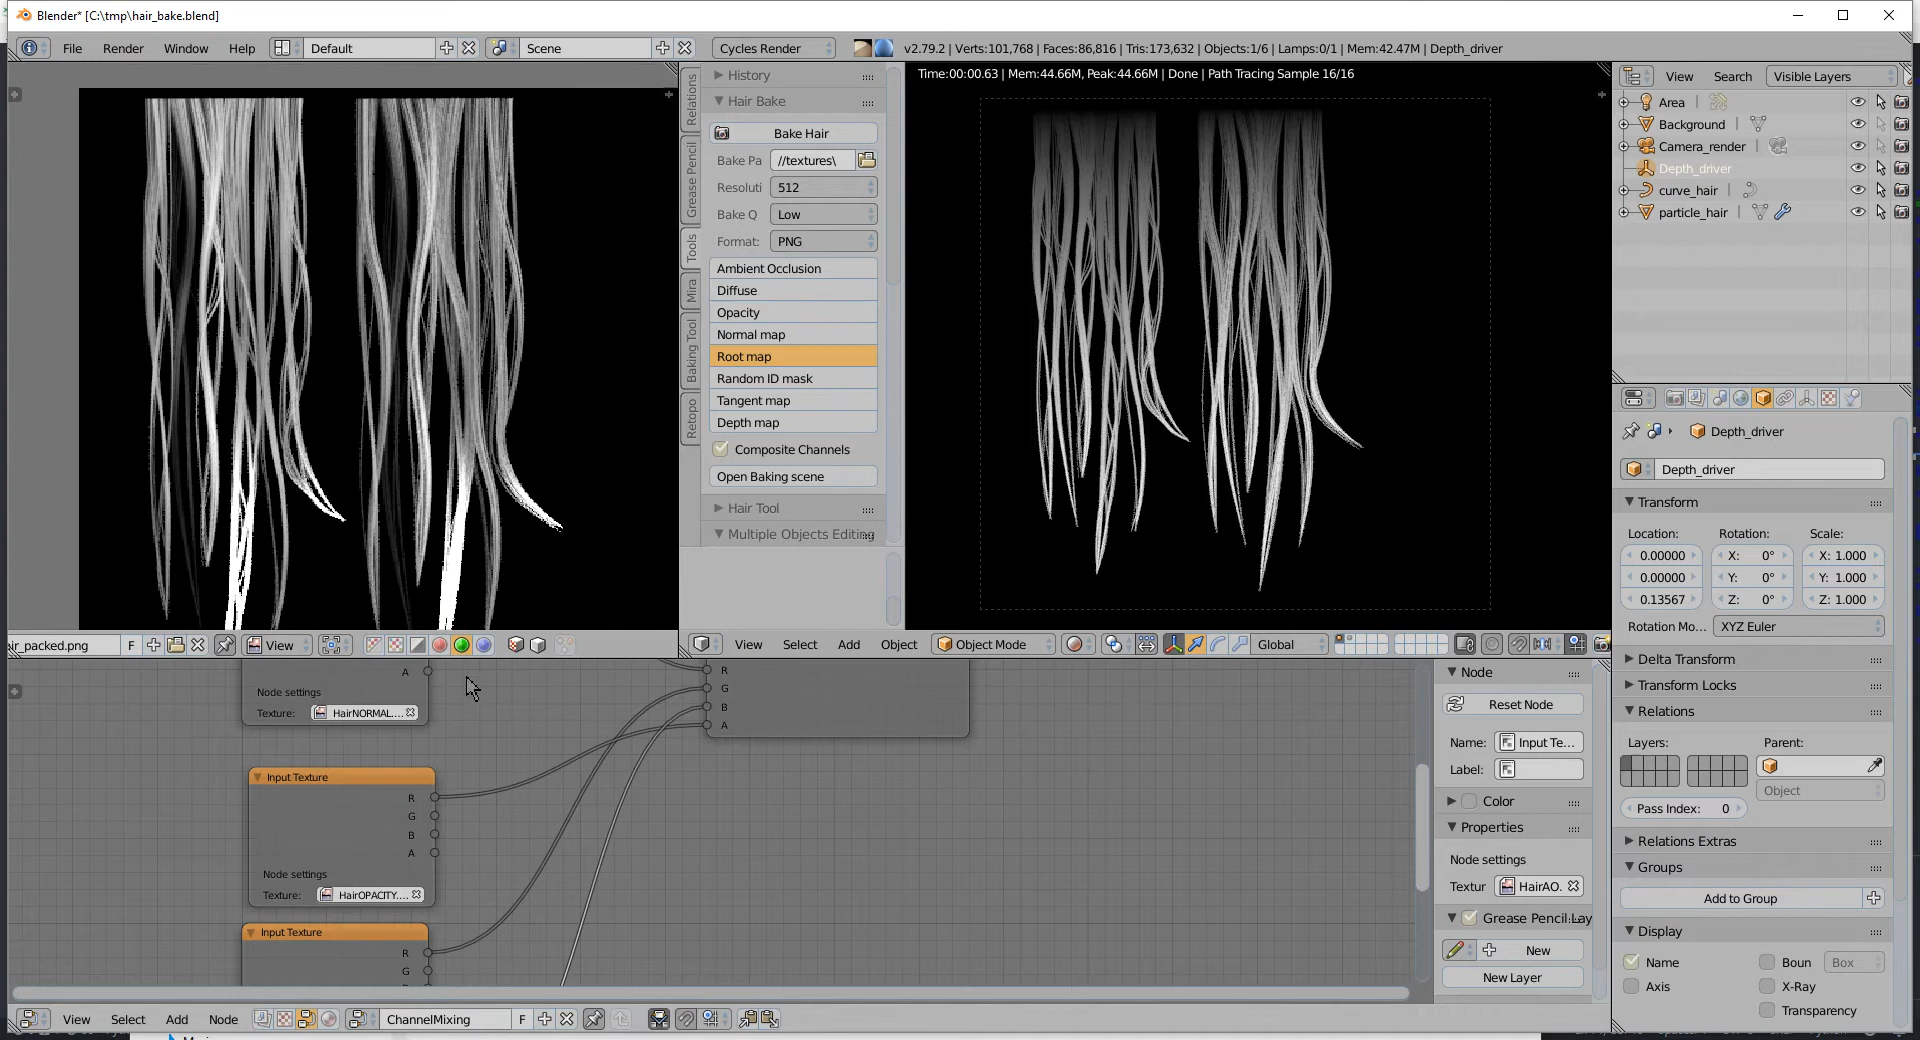 Blender* [C:\tmp\hair_bake.blend]
File Render Window Help Default Scene Cycles Render v2.79.2 | Verts:101,768 | Faces:86,816 | Tris:173,632 | Objects:1/6 | Lamps:0/1 | Mem:42.47M | Depth_driver
Relations
Grease Pencil
Tools
Mira
Baking Tool
Retopo
History
Hair Bake
Bake Hair
Bake Pa //textures\
Resoluti 512
Bake Q Low
Format: PNG
Ambient Occlusion
Diffuse
Opacity
Normal map
Root map
Random ID mask
Tangent map
Depth map
Composite Channels
Open Baking scene
Hair Tool
Multiple Objects Editing
Time:00:00.63 | Mem:44.66M, Peak:44.66M | Done | Path Tracing Sample 16/16
View Search Visible Layers
Area
Background
Camera_render
Depth_driver
curve_hair
particle_hair
Depth_driver
Depth_driver
Transform
Location: Rotation: Scale:
0.00000 X: 0° X: 1.000
0.00000 Y: 0° Y: 1.000
0.13567 Z: 0° Z: 1.000
Rotation Mo... XYZ Euler
Delta Transform
Transform Locks
Relations
Layers: Parent:
Object
Pass Index: 0
Relations Extras
Groups
Add to Group
Display
Name Boun Box
Axis X-Ray
Transparency
ir_packed.png F View
View Select Add Object Object Mode Global
A
Node settings
Texture: HairNORMAL....
R
G
B
A
Input Texture
R
G
B
A
Node settings
Texture: HairOPACITY....
Input Texture
R
G
Node
Reset Node
Name: Input Te...
Label:
Color
Properties
Node settings
Textur HairAO.
Grease Pencil Lay
New
New Layer
View Select Add Node ChannelMixing F